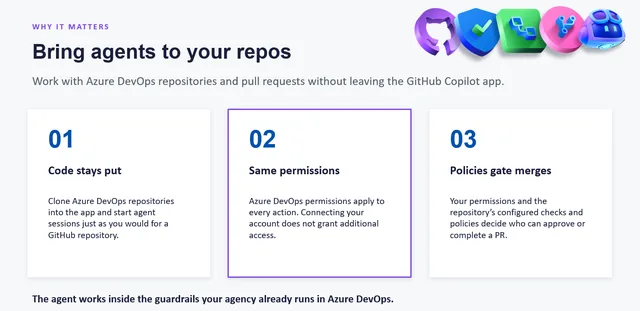 WHY IT MATTERS
Bring agents to your repos
Work with Azure DevOps repositories and pull requests without leaving the GitHub Copilot app.
01
Code stays put
Clone Azure DevOps repositories
into the app and start agent
sessions just as you would for a
GitHub repository.
02
Same permissions
Azure DevOps permissions apply to
every action. Connecting your
account does not grant additional
access.
03
Policies gate merges
Your permissions and the
repository's configured checks and
policies decide who can approve or
complete a PR.
The agent works inside the guardrails your agency already runs in Azure DevOps.